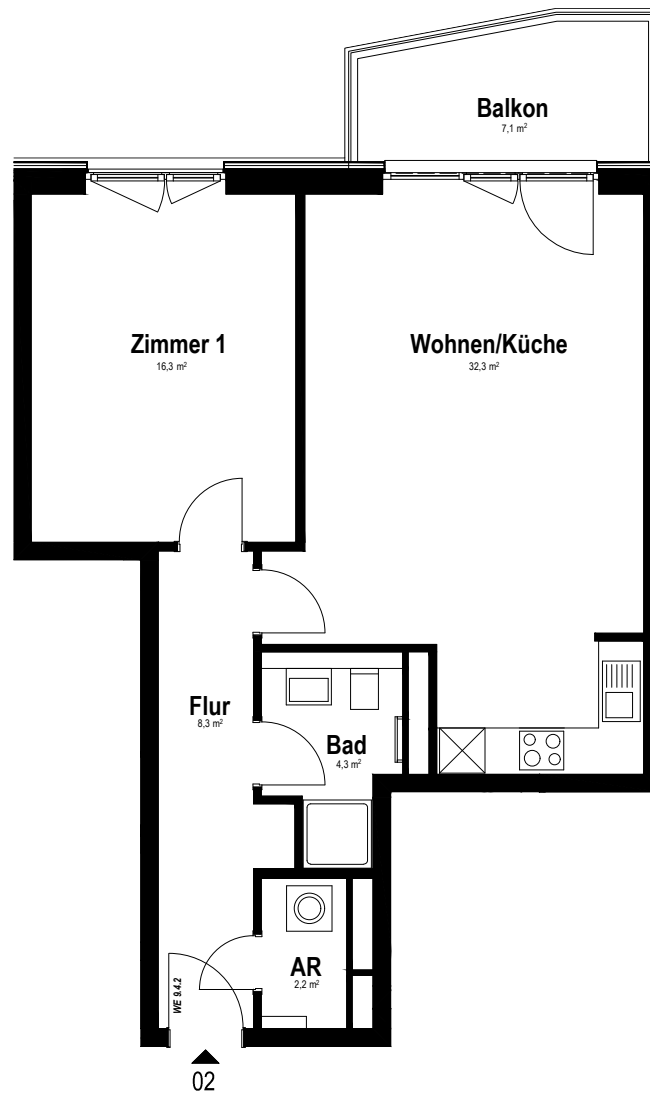 Balkon
7,1 m²
Zimmer 1
16,3 m²
Wohnen/Küche
32,3 m²
Flur
8,3 m²
Bad
4,3 m²
AR
2,2 m²
WE 9.4.2
02